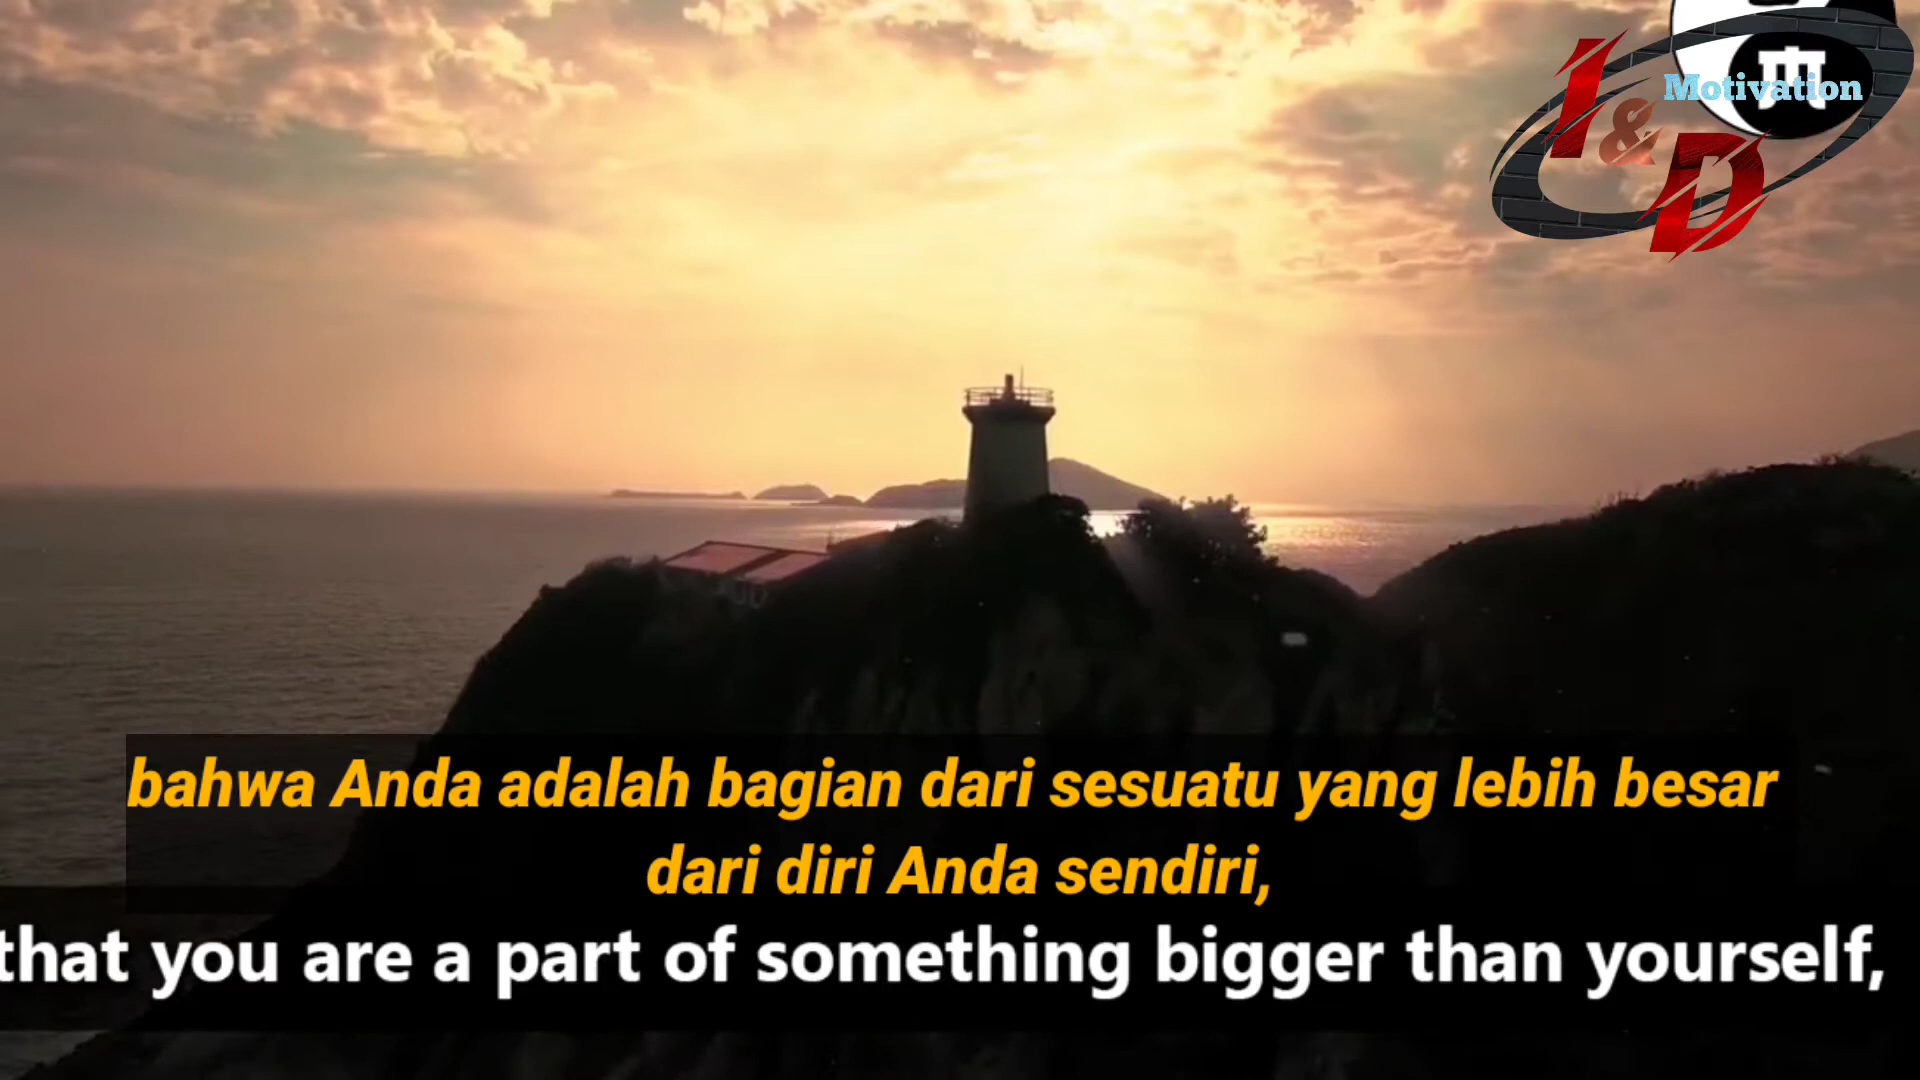 Motivation
I & D
bahwa Anda adalah bagian dari sesuatu yang lebih besar
dari diri Anda sendiri,
that you are a part of something bigger than yourself,